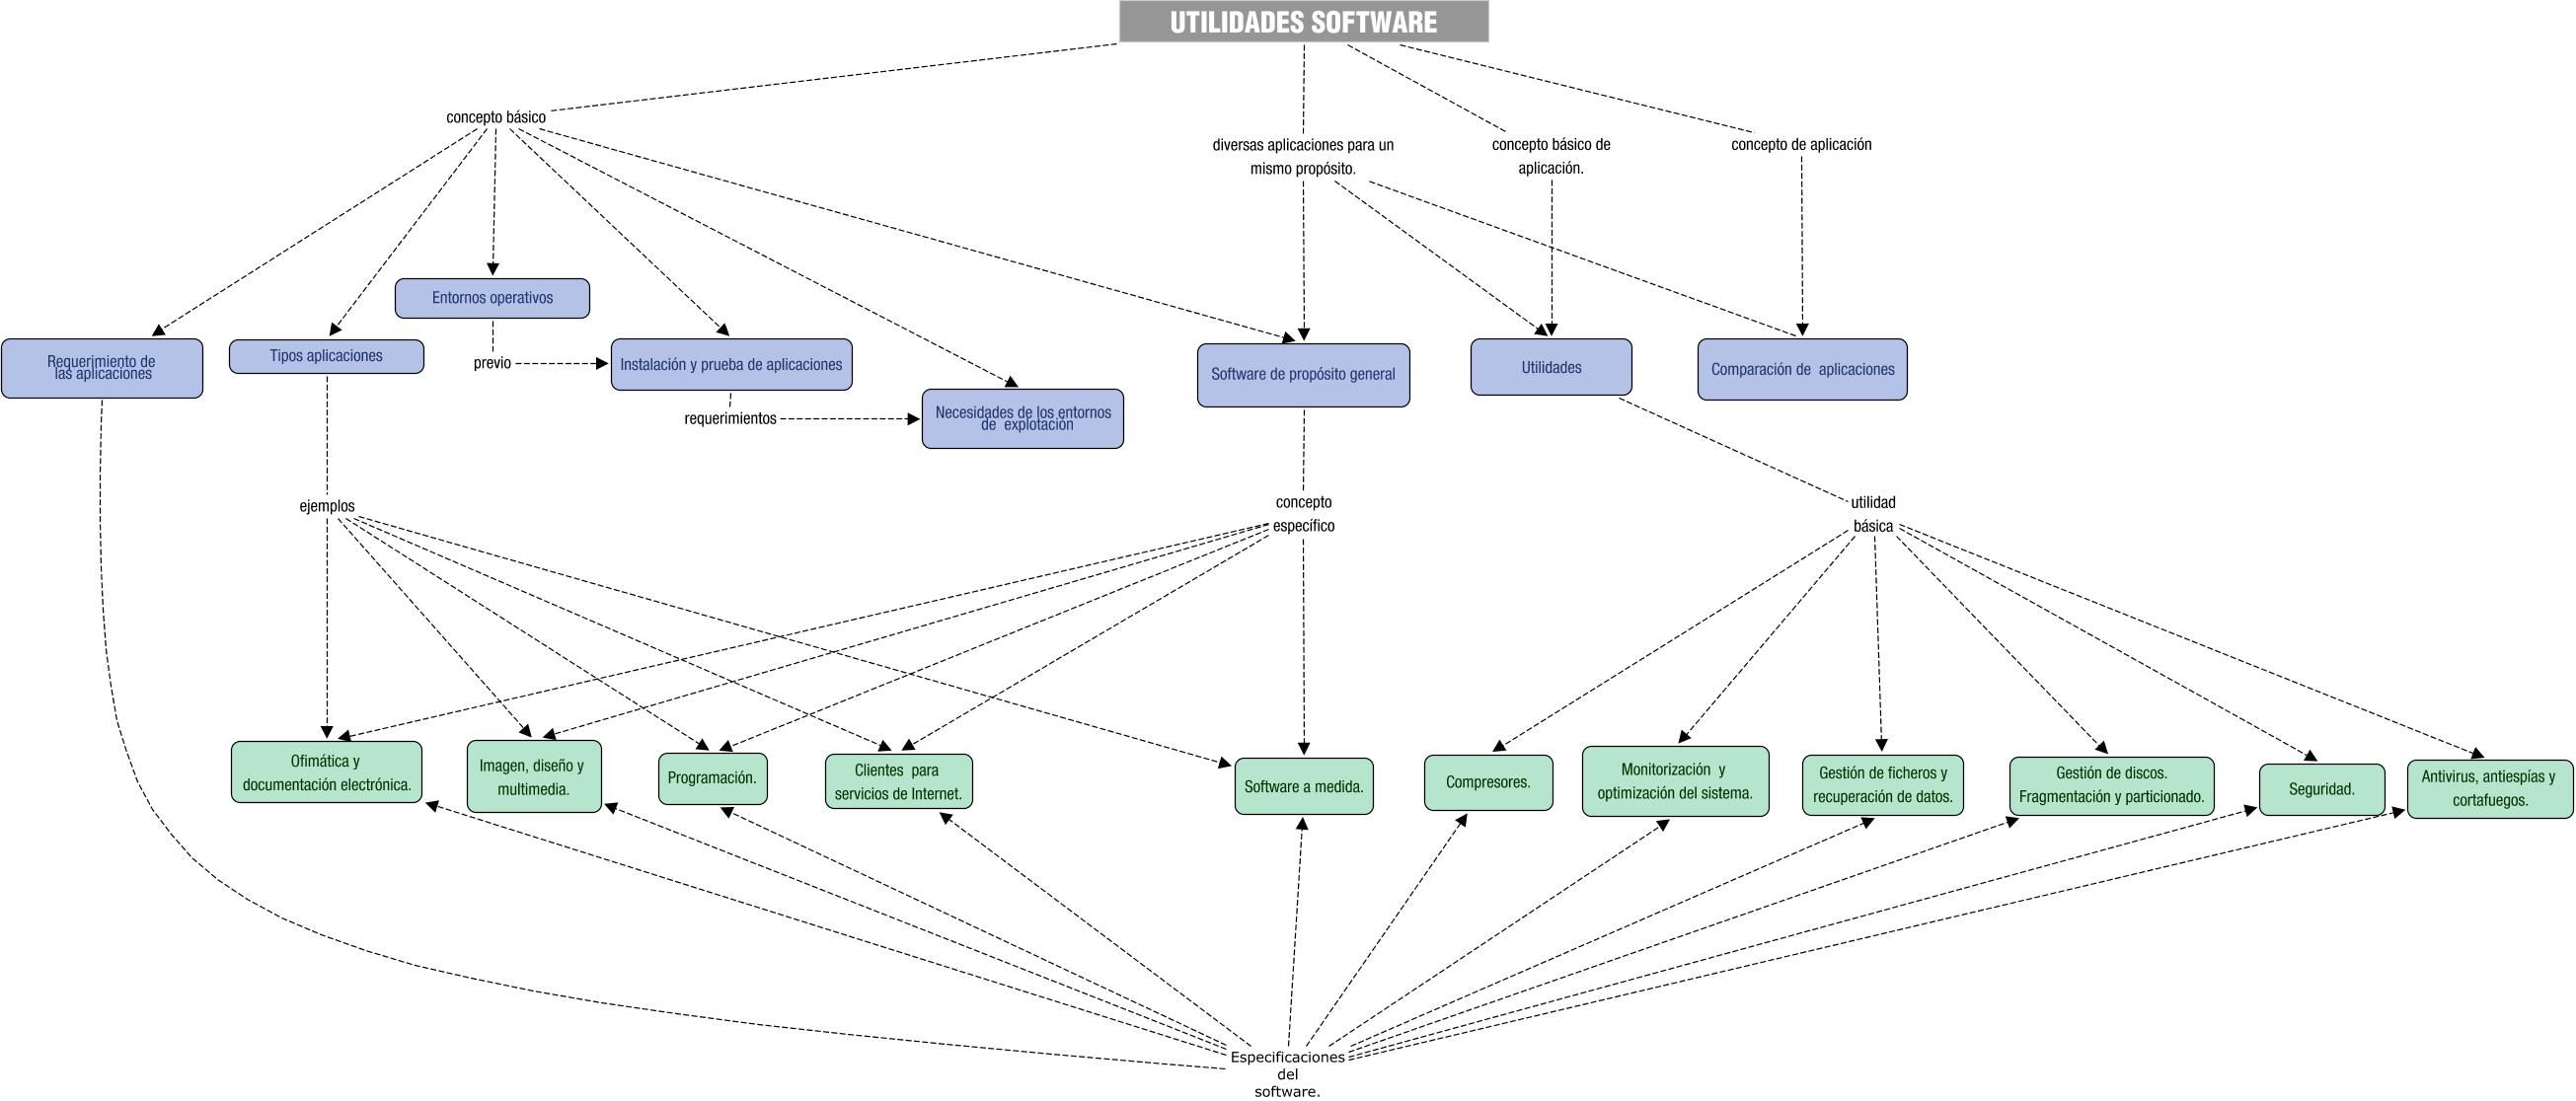 UTILIDADES SOFTWARE
concepto básico
diversas aplicaciones para un
mismo propósito.
concepto básico de
aplicación.
concepto de aplicación
Entornos operativos
Requerimiento de
las aplicaciones
Tipos aplicaciones
previo
Instalación y prueba de aplicaciones
requerimientos
Necesidades de los entornos
de explotación
Software de propósito general
Utilidades
Comparación de aplicaciones
ejemplos
concepto
específico
utilidad
básica
Ofimática y
documentación electrónica.
Imagen, diseño y
multimedia.
Programación.
Clientes para
servicios de Internet.
Software a medida.
Compresores.
Monitorización y
optimización del sistema.
Gestión de ficheros y
recuperación de datos.
Gestión de discos.
Fragmentación y particionado.
Seguridad.
Antivirus, antiespías y
cortafuegos.
Especificaciones
del
software.